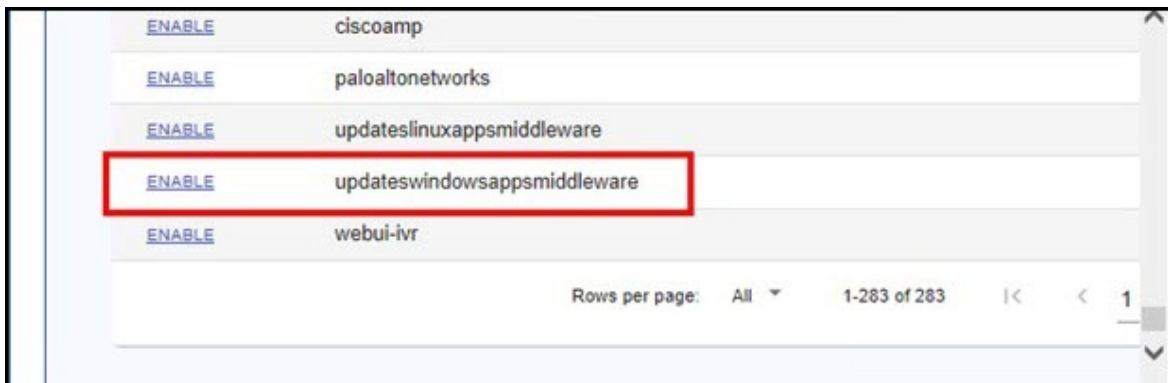 ENABLE ciscoamp
ENABLE paloaltonetworks
ENABLE updateslinuxappsmiddleware
ENABLE updateswindowsappsmiddleware
ENABLE webui-ivr
Rows per page: All 1-283 of 283 1